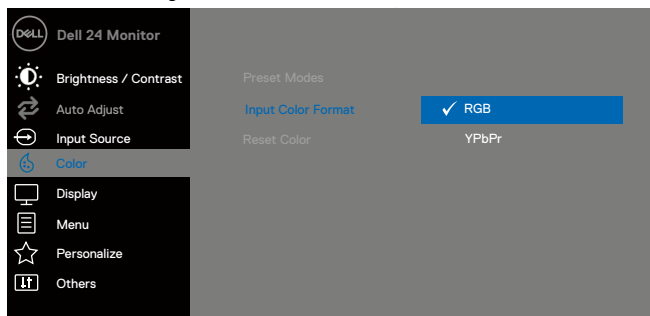 DELL Dell 24 Monitor
Brightness / Contrast Preset Modes
Auto Adjust Input Color Format ✓ RGB
Input Source Reset Color YPbPr
Color
Display
Menu
Personalize
Others